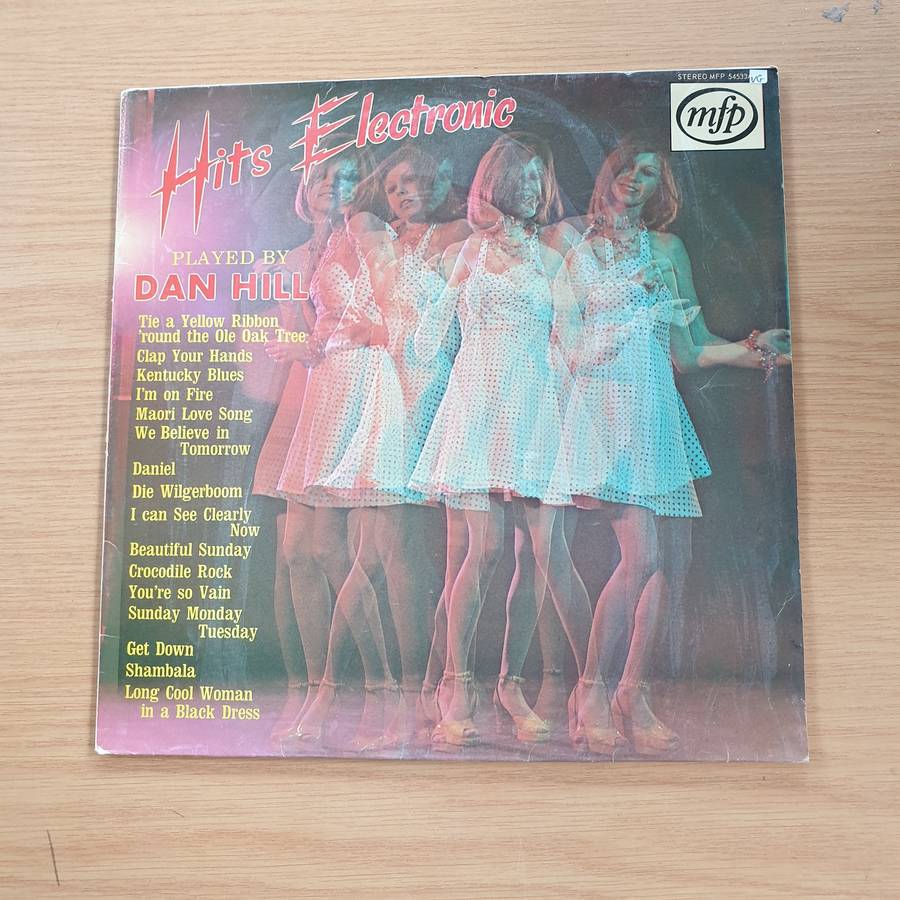 STEREO MFP 54533
VG
mfp
Hits Electronic
PLAYED BY
DAN HILL
Tie a Yellow Ribbon
'round the Ole Oak Tree
Clap Your Hands
Kentucky Blues
I'm on Fire
Maori Love Song
We Believe in
Tomorrow
Daniel
Die Wilgerboom
I can See Clearly
Now
Beautiful Sunday
Crocodile Rock
You're so Vain
Sunday Monday
Tuesday
Get Down
Shambala
Long Cool Woman
in a Black Dress